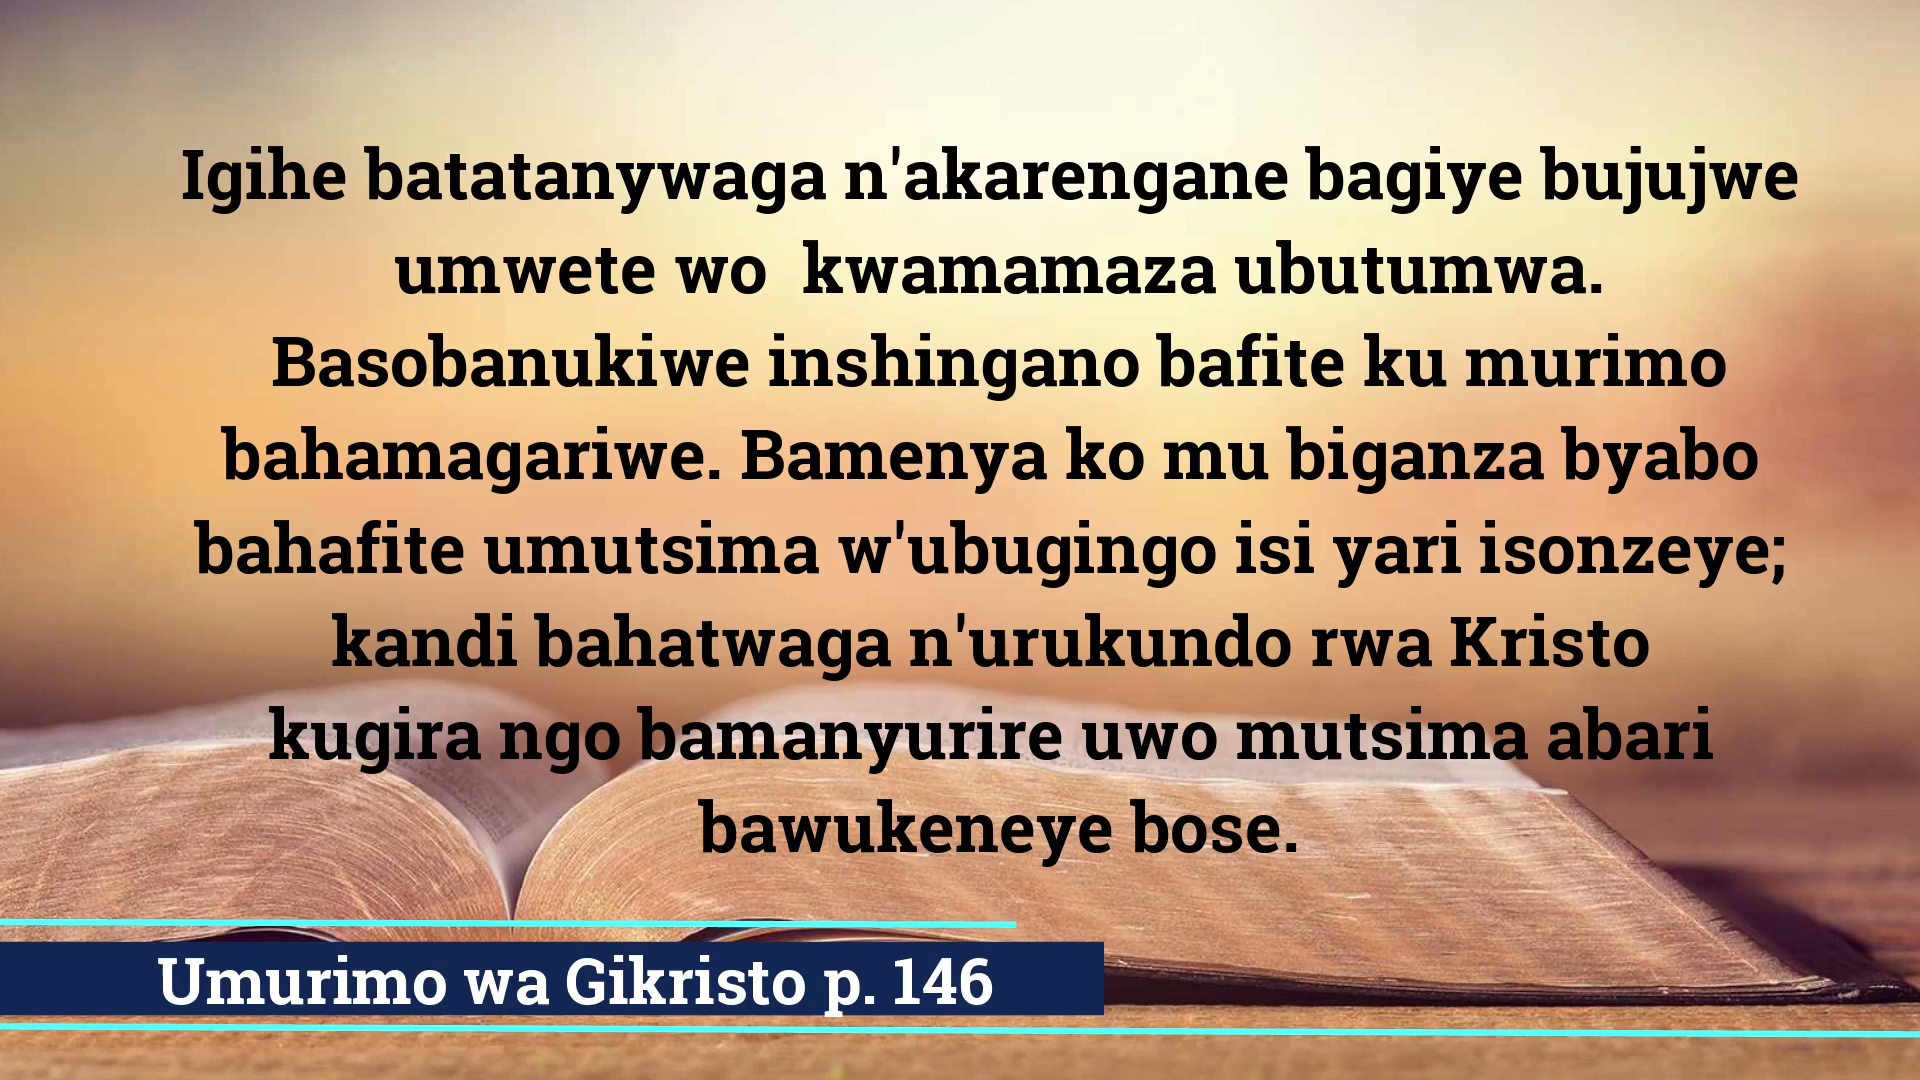 Igihe batatanywaga n'akarengane bagiye bujujwe
umwete wo  kwamamaza ubutumwa.
Basobanukiwe inshingano bafite ku murimo
bahamagariwe. Bamenya ko mu biganza byabo
bahafite umutsima w'ubugingo isi yari isonzeye;
kandi bahatwaga n'urukundo rwa Kristo
kugira ngo bamanyurire uwo mutsima abari
bawukeneye bose.
Umurimo wa Gikristo p. 146